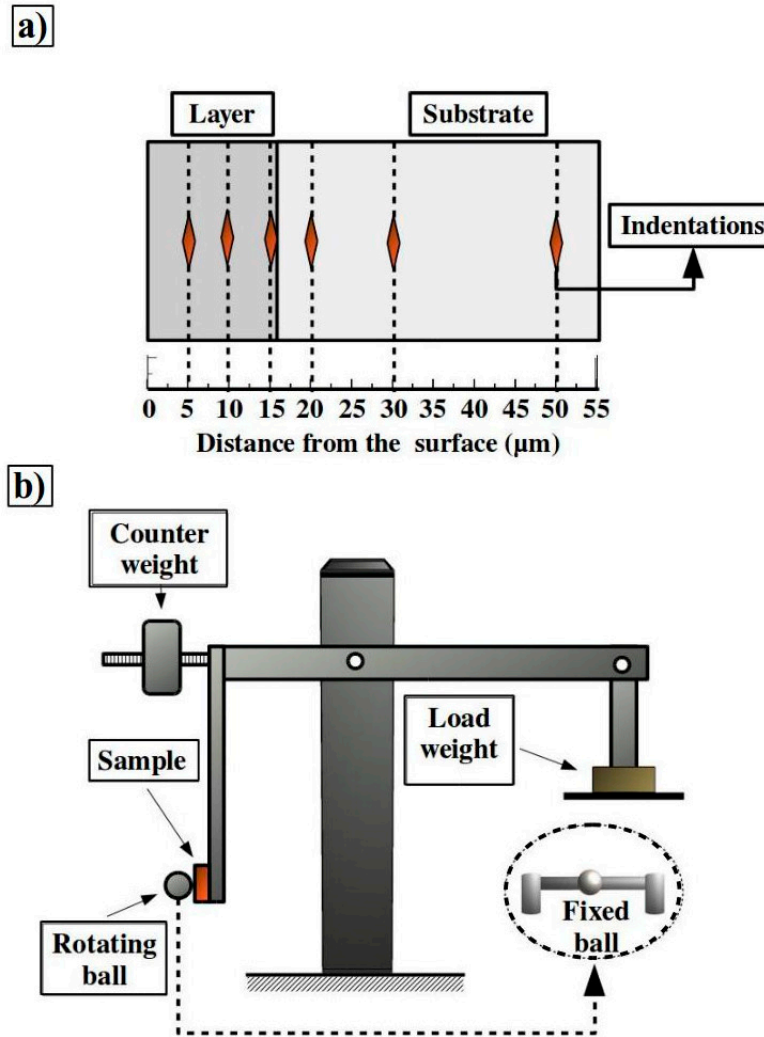 a)
Layer
Substrate
Indentations
0 5 10 15 20 25 30 35 40 45 50 55
Distance from the surface (µm)
b)
Counter
weight
Load
weight
Sample
Fixed
ball
Rotating
ball